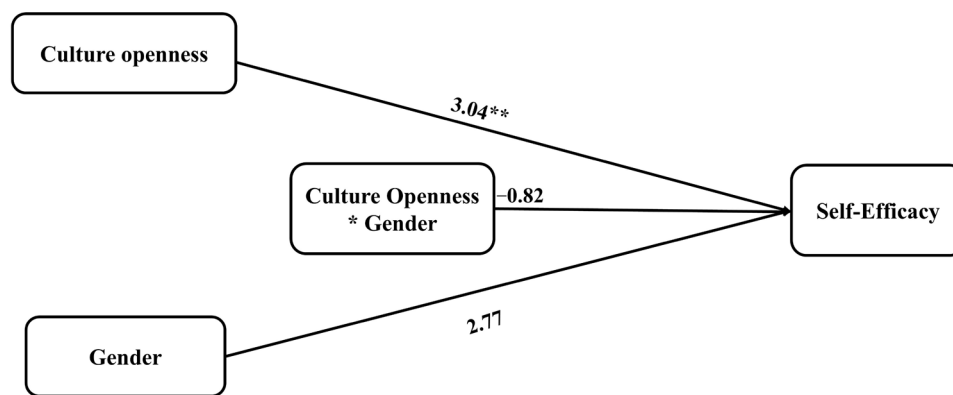 Culture openness
3.04**
Culture Openness
* Gender
−0.82
Self-Efficacy
2.77
Gender